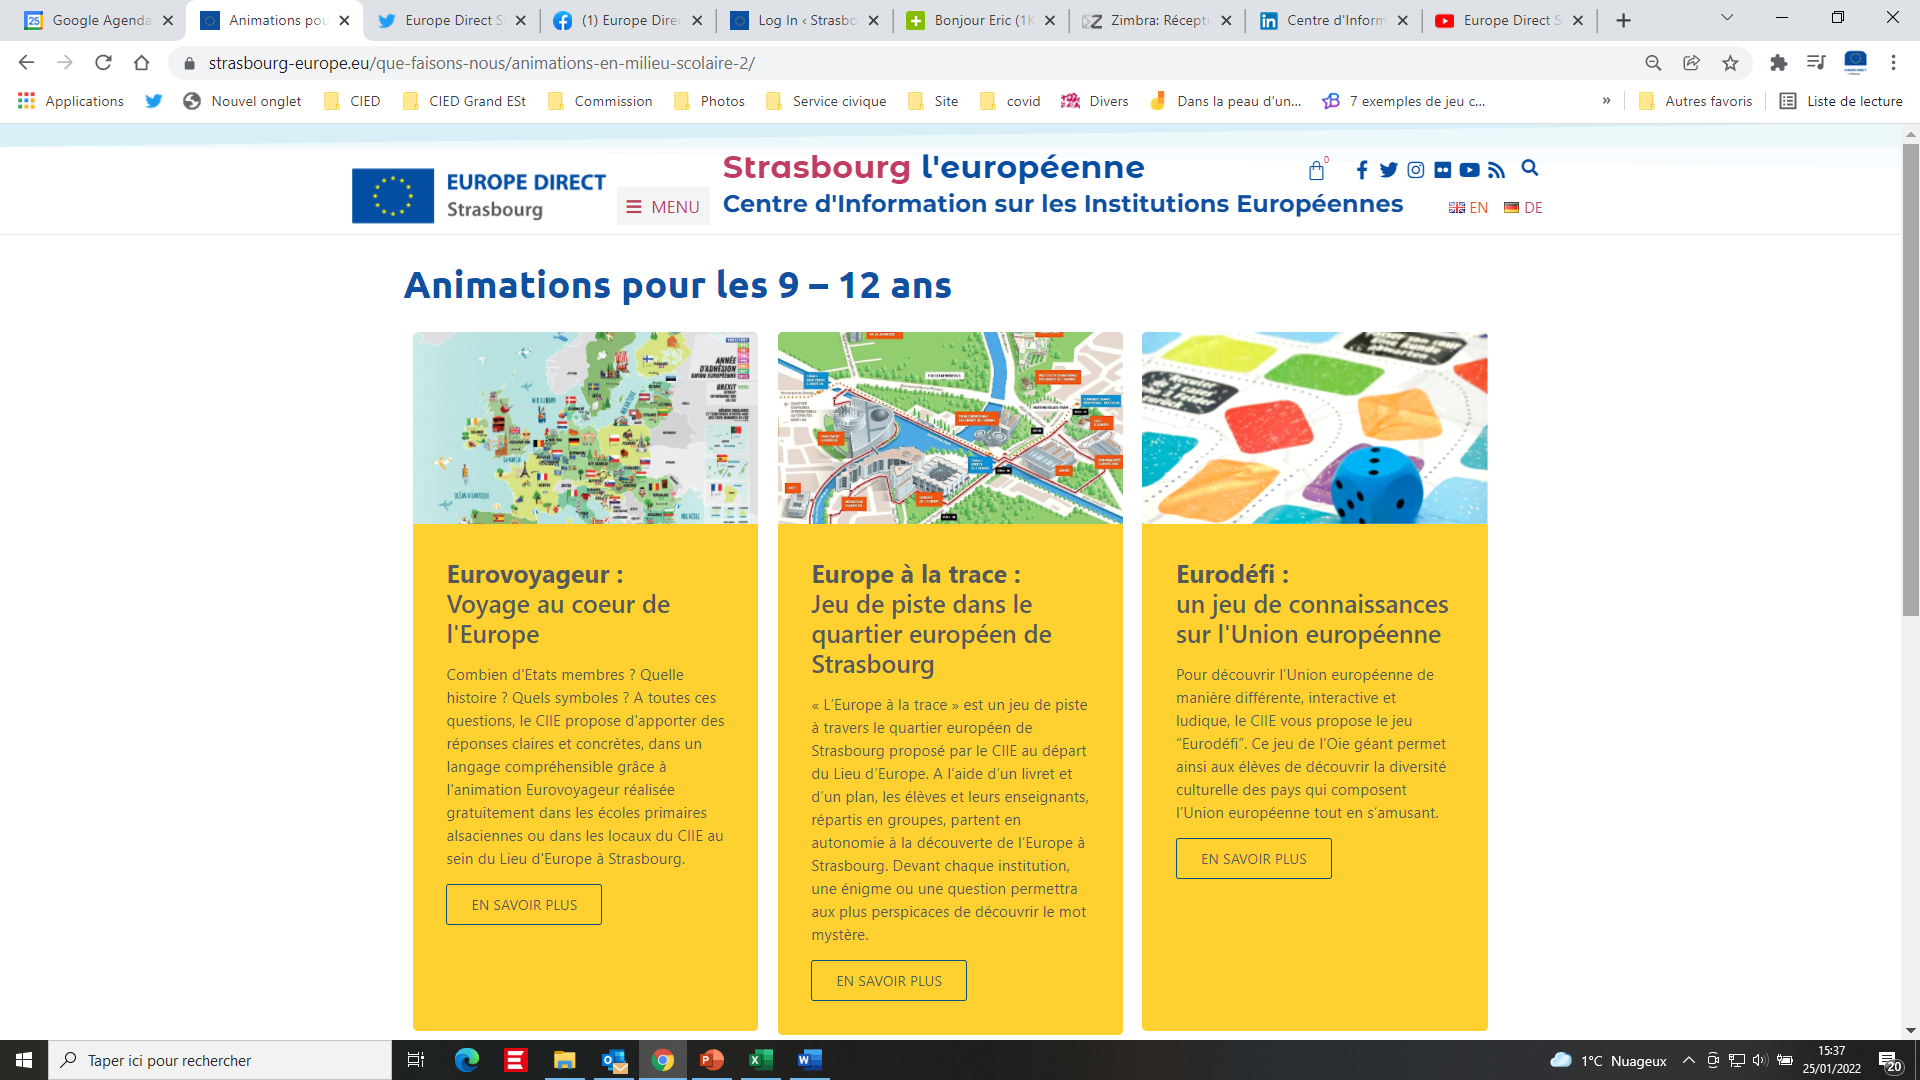 Google Agenda
Animations pou
Europe Direct S
(1) Europe Direc
Log In ‹ Strasbo
Bonjour Eric (1
Zimbra: Récepti
Centre d'Inform
Europe Direct S
strasbourg-europe.eu/que-faisons-nous/animations-en-milieu-scolaire-2/
Applications
Nouvel onglet
CIED
CIED Grand ESt
Commission
Photos
Service civique
Site
covid
Divers
Dans la peau d'un...
7 exemples de jeu c...
»
Autres favoris
Liste de lecture
EUROPE DIRECT
Strasbourg
MENU
Strasbourg l'européenne
Centre d'Information sur les Institutions Européennes
0
EN
DE
Animations pour les 9 – 12 ans
ANNÉE
D'ADHÉSION
UNION EUROPÉENNE
BREXIT
Eurovoyageur :
Voyage au coeur de
l'Europe
Combien d'Etats membres ? Quelle
histoire ? Quels symboles ? A toutes ces
questions, le CIIE propose d'apporter des
réponses claires et concrètes, dans un
langage compréhensible grâce à
l'animation Eurovoyageur réalisée
gratuitement dans les écoles primaires
alsaciennes ou dans les locaux du CIIE au
sein du Lieu d'Europe à Strasbourg.
EN SAVOIR PLUS
Europe à la trace :
Jeu de piste dans le
quartier européen de
Strasbourg
« L’Europe à la trace » est un jeu de piste
à travers le quartier européen de
Strasbourg proposé par le CIIE au départ
du Lieu d’Europe. A l’aide d’un livret et
d’un plan, les élèves et leurs enseignants,
répartis en groupes, partent en
autonomie à la découverte de l’Europe à
Strasbourg. Devant chaque institution,
une énigme ou une question permettra
aux plus perspicaces de découvrir le mot
mystère.
EN SAVOIR PLUS
Eurodéfi :
un jeu de connaissances
sur l'Union européenne
Pour découvrir l’Union européenne de
manière différente, interactive et
ludique, le CIIE vous propose le jeu
“Eurodéfi”. Ce jeu de l'Oie géant permet
ainsi aux élèves de découvrir la diversité
culturelle des pays qui composent
l’Union européenne tout en s’amusant.
EN SAVOIR PLUS
Taper ici pour rechercher
1°C Nuageux
15:37
25/01/2022
20